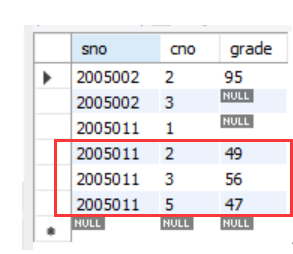 sno cno grade
2005002 2 95
2005002 3 NULL
2005011 1 NULL
2005011 2 49
2005011 3 56
2005011 5 47
NULL NULL NULL